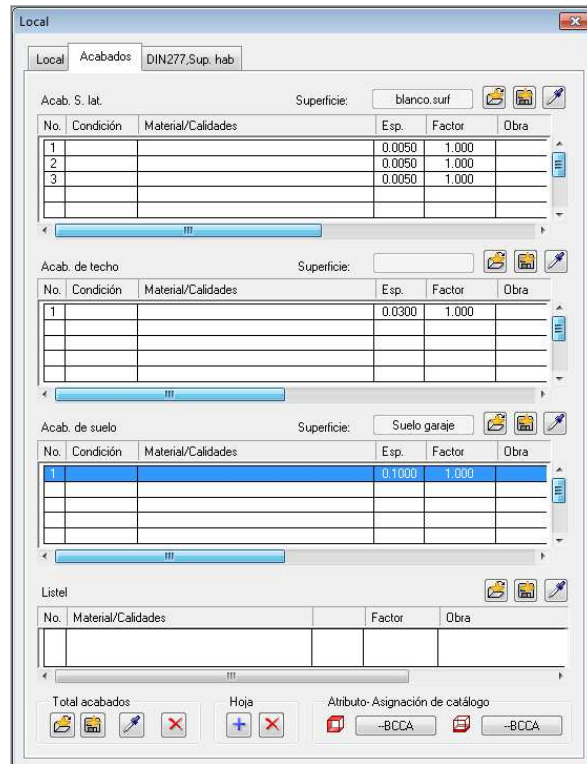 Local
Local Acabados DIN277,Sup. hab
Acab. S. lat. Superficie: blanco.surf
No. Condición Material/Calidades Esp. Factor Obra
1 0.0050 1.000
2 0.0050 1.000
3 0.0050 1.000
Acab. de techo Superficie:
No. Condición Material/Calidades Esp. Factor Obra
1 0.0300 1.000
Acab. de suelo Superficie: Suelo garaje
No. Condición Material/Calidades Esp. Factor Obra
1 0.1000 1.000
Listel
No. Material/Calidades Factor Obra
Total acabados Hoja Atributo- Asignación de catálogo
--BCCA --BCCA